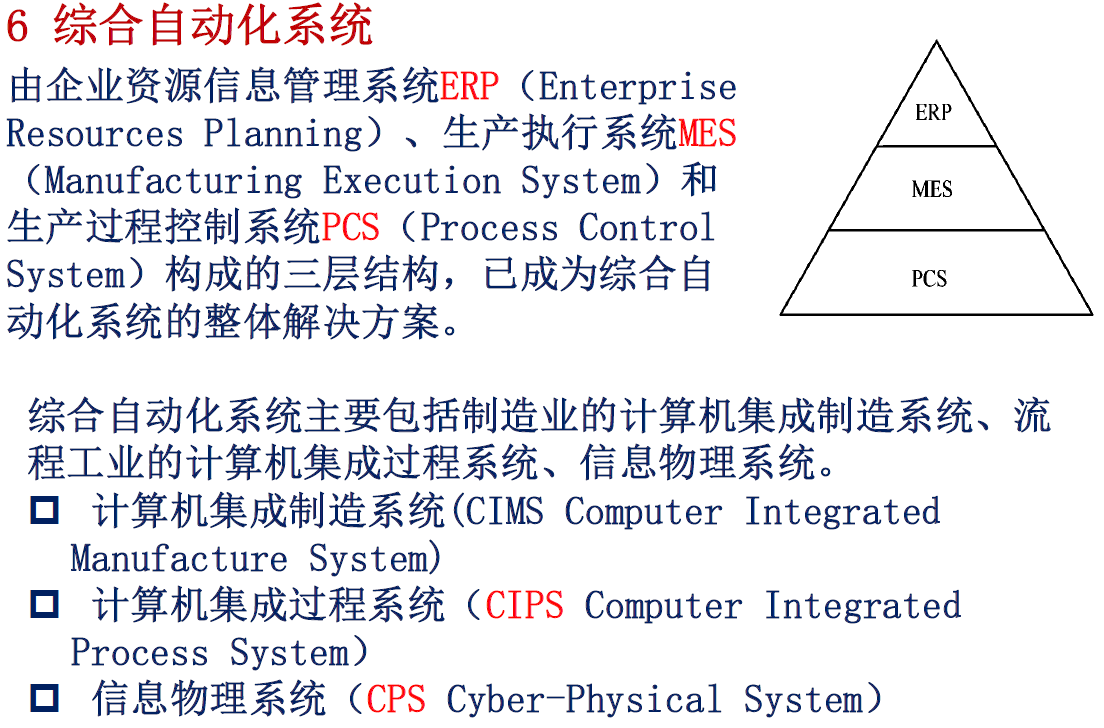 6 综合自动化系统
由企业资源信息管理系统ERP（Enterprise
Resources Planning）、生产执行系统MES
（Manufacturing Execution System）和
生产过程控制系统PCS（Process Control
System）构成的三层结构，已成为综合自
动化系统的整体解决方案。
ERP
MES
PCS
综合自动化系统主要包括制造业的计算机集成制造系统、流
程工业的计算机集成过程系统、信息物理系统。
计算机集成制造系统(CIMS Computer Integrated
Manufacture System)
计算机集成过程系统（CIPS Computer Integrated
Process System）
信息物理系统（CPS Cyber-Physical System）